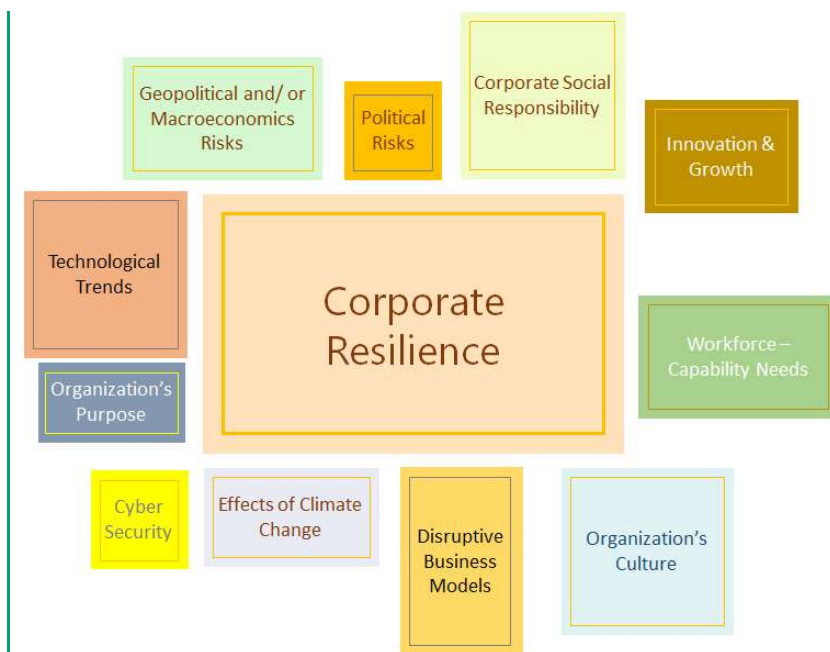 Geopolitical and/ or
Macroeconomics
Risks
Political
Risks
Corporate Social
Responsibility
Innovation &
Growth
Technological
Trends
Corporate
Resilience
Workforce –
Capability Needs
Organization's
Purpose
Cyber
Security
Effects of Climate
Change
Disruptive
Business
Models
Organization's
Culture